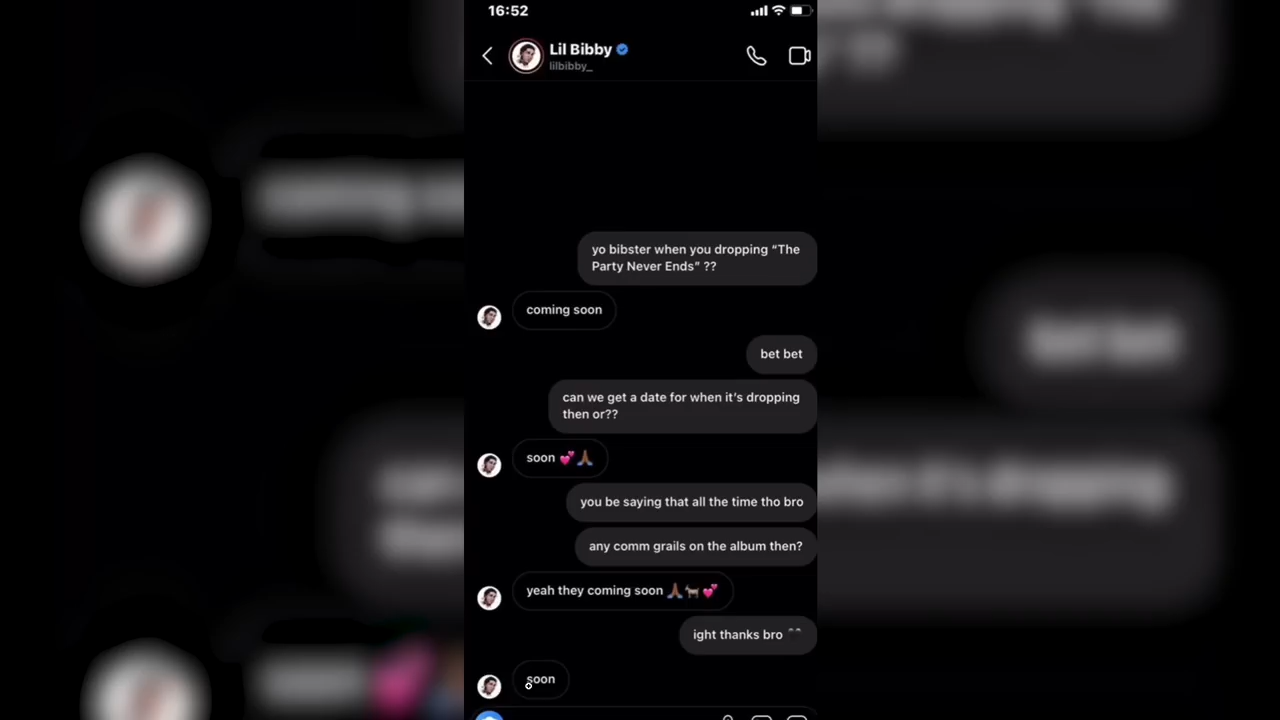 16:52
Lil Bibby
lilbibby_
yo bibster when you dropping “The
Party Never Ends” ??
coming soon
bet bet
can we get a date for when it’s dropping
then or??
soon 💕🙏🏾
you be saying that all the time tho bro
any comm grails on the album then?
yeah they coming soon 🙏🏾🐐💕
ight thanks bro
soon